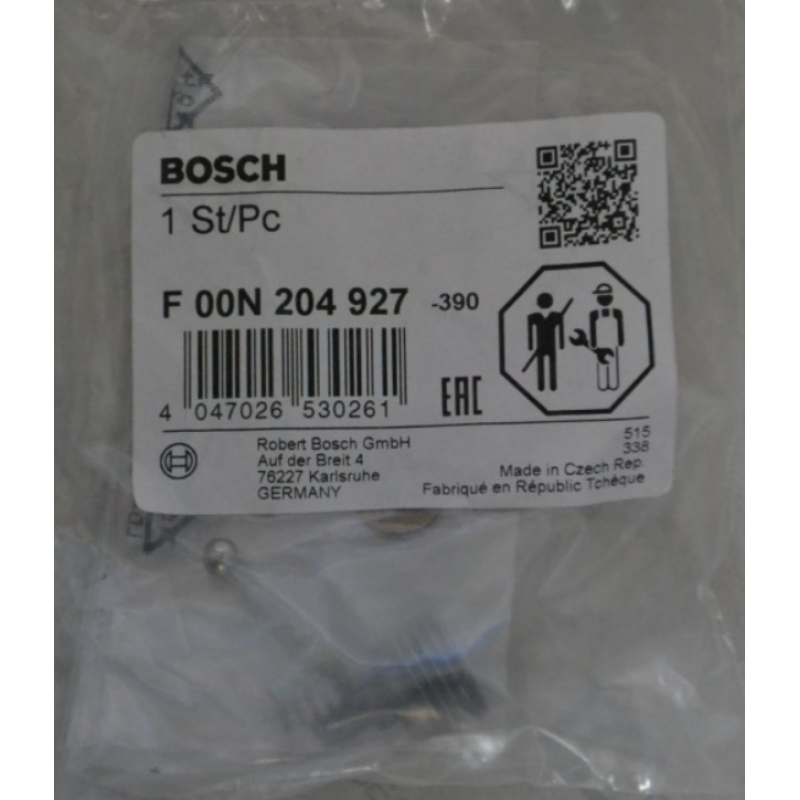 BOSCH
1 St/Pc
F 00N 204 927 -390
4 047026 530261
EAC
Robert Bosch GmbH
Auf der Breit 4
76227 Karlsruhe
GERMANY
515
338
Made in Czech Rep
Fabriqué en République Tchéque